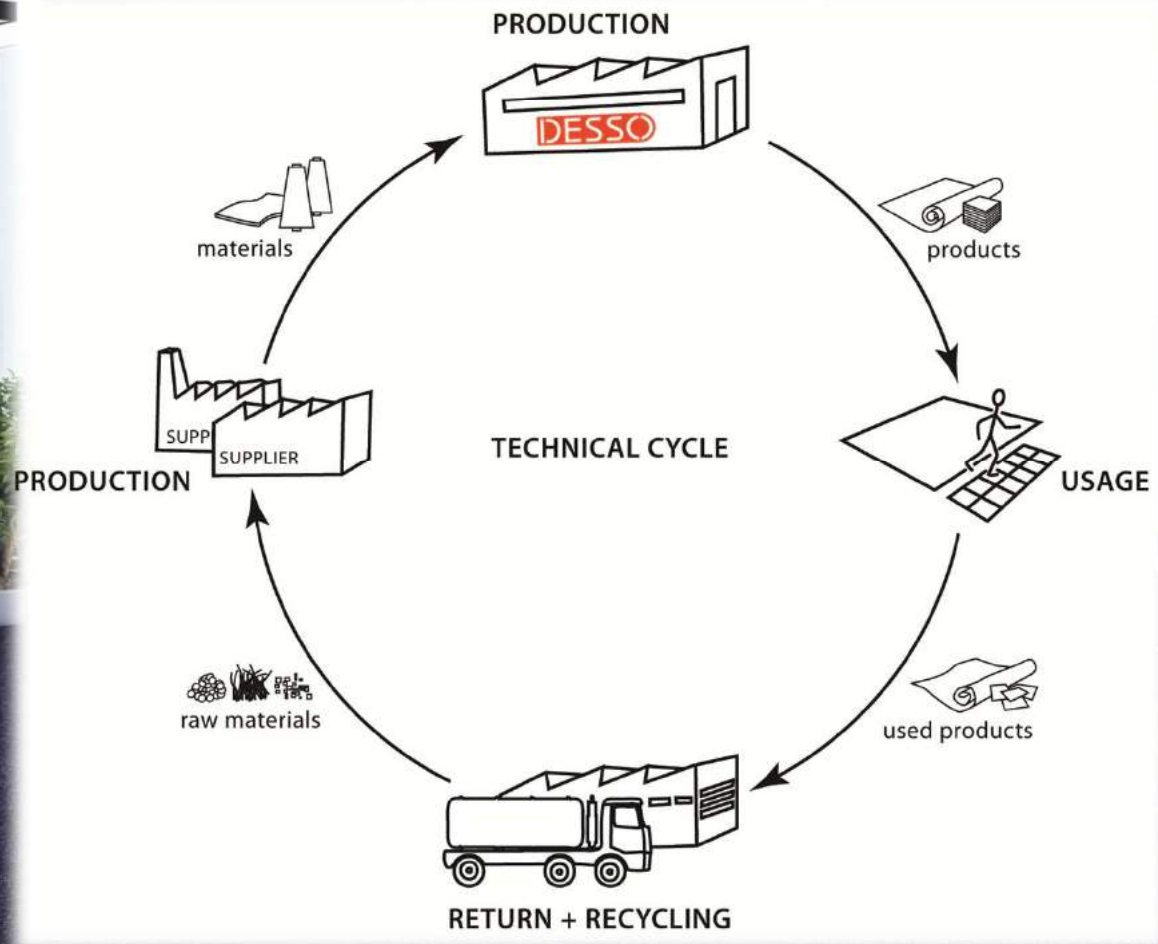 PRODUCTION
DESSO
materials
products
SUPP
SUPPLIER
PRODUCTION
TECHNICAL CYCLE
USAGE
raw materials
used products
RETURN + RECYCLING